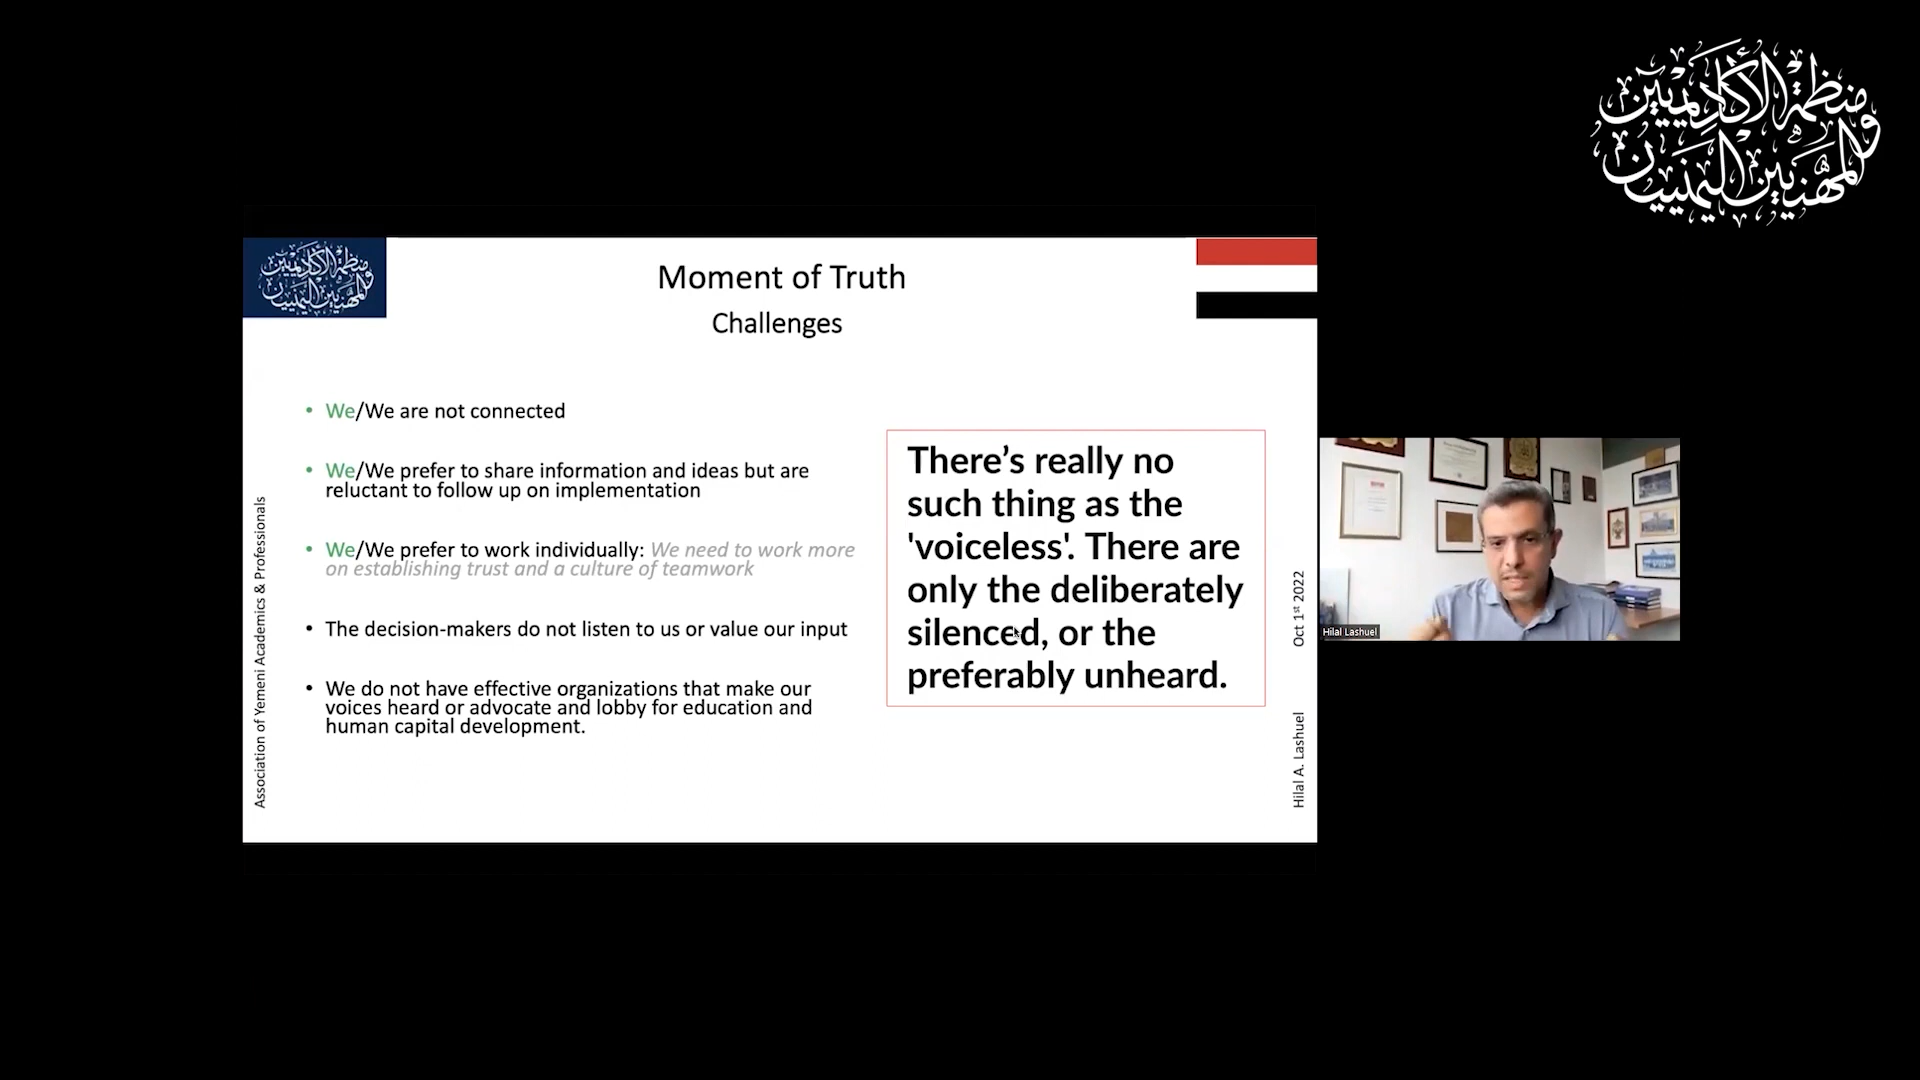 منظمة الأكاديميين
والمهنيين اليمنيين
منظمة الأكاديميين
والمهنيين اليمنيين
Moment of Truth
Challenges
• We/We are not connected
• We/We prefer to share information and ideas but are
reluctant to follow up on implementation
• We/We prefer to work individually: We need to work more
on establishing trust and a culture of teamwork
• The decision-makers do not listen to us or value our input
• We do not have effective organizations that make our
voices heard or advocate and lobby for education and
human capital development.
There’s really no
such thing as the
'voiceless'. There are
only the deliberately
silenced, or the
preferably unheard.
Association of Yemeni Academics & Professionals
Hilal A. Lashuel
Oct 1st 2022
Hilal Lashuel